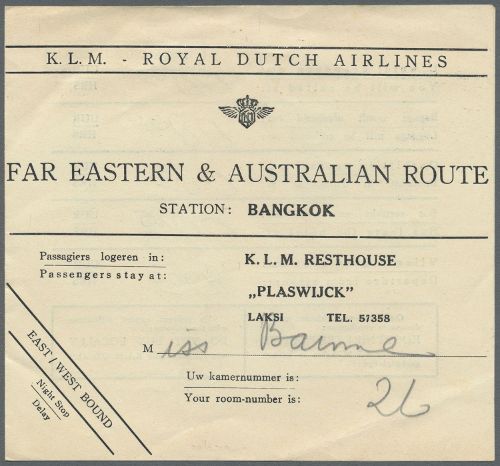 K. L. M. - ROYAL DUTCH AIRLINES
FAR EASTERN & AUSTRALIAN ROUTE
STATION: BANGKOK
Passagiers logeren in:
Passengers stay at:
K. L. M. RESTHOUSE
„PLASWIJCK"
LAKSI TEL. 57358
Miss
Uw kamernummer is:
Your room-number is: 26
EAST / WEST BOUND
Night Stop
Delay